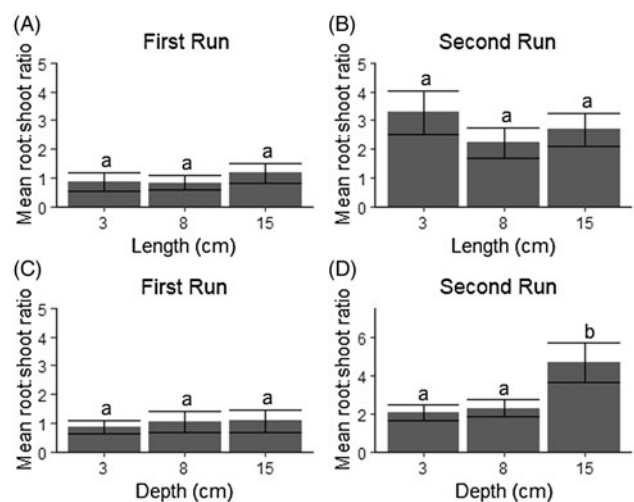 (A)
First Run
Mean root:shoot ratio
5
4
3
2
1
0
a a a
3 8 15
Length (cm)
(B)
Second Run
Mean root:shoot ratio
5
4
3
2
1
0
a a a
3 8 15
Length (cm)
(C)
First Run
Mean root:shoot ratio
5
4
3
2
1
0
a a a
3 8 15
Depth (cm)
(D)
Second Run
Mean root:shoot ratio
6
4
2
0
a a b
3 8 15
Depth (cm)